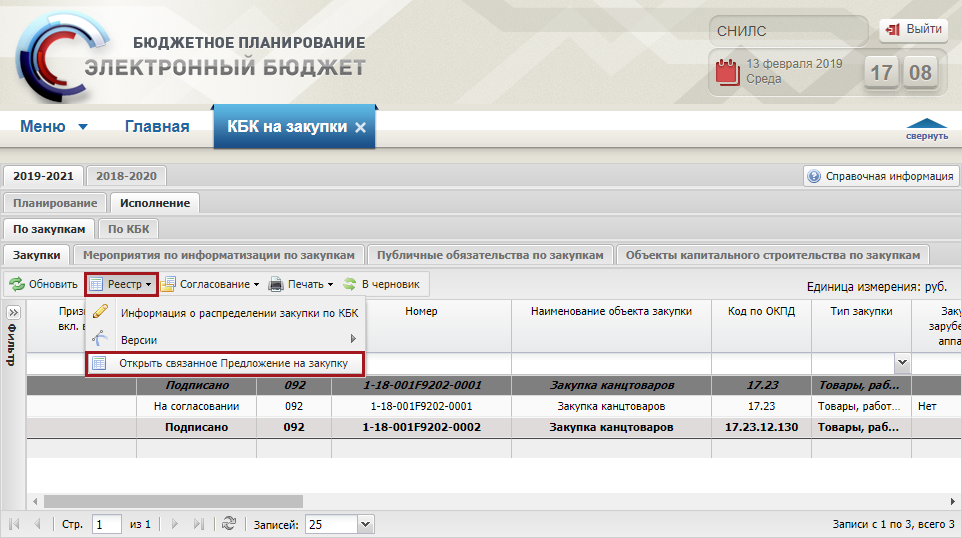 БЮДЖЕТНОЕ ПЛАНИРОВАНИЕ
ЭЛЕКТРОННЫЙ БЮДЖЕТ
СНИЛС
Выйти
13 февраля 2019
Среда
17 08
Меню Главная КБК на закупки
свернуть
2019-2021 2018-2020 Справочная информация
Планирование Исполнение
По закупкам По КБК
Закупки Мероприятия по информатизации по закупкам Публичные обязательства по закупкам Объекты капитального строительства по закупкам
Обновить Реестр Согласование Печать В черновик Единица измерения: руб.
Информация о распределении закупки по КБК
Версии
Открыть связанное Предложение на закупку
Фильтр
Номер Наименование объекта закупки Код по ОКПД Тип закупки
Подписано 092 1-18-001F9202-0001 Закупка канцтоваров 17.23 Товары, раб...
На согласовании 092 1-18-001F9202-0001 Закупка канцтоваров 17.23 Товары, работ... Нет
Подписано 092 1-18-001F9202-0002 Закупка канцтоваров 17.23.12.130 Товары, раб...
Стр. 1 из 1 Записей: 25 Записи с 1 по 3, всего 3